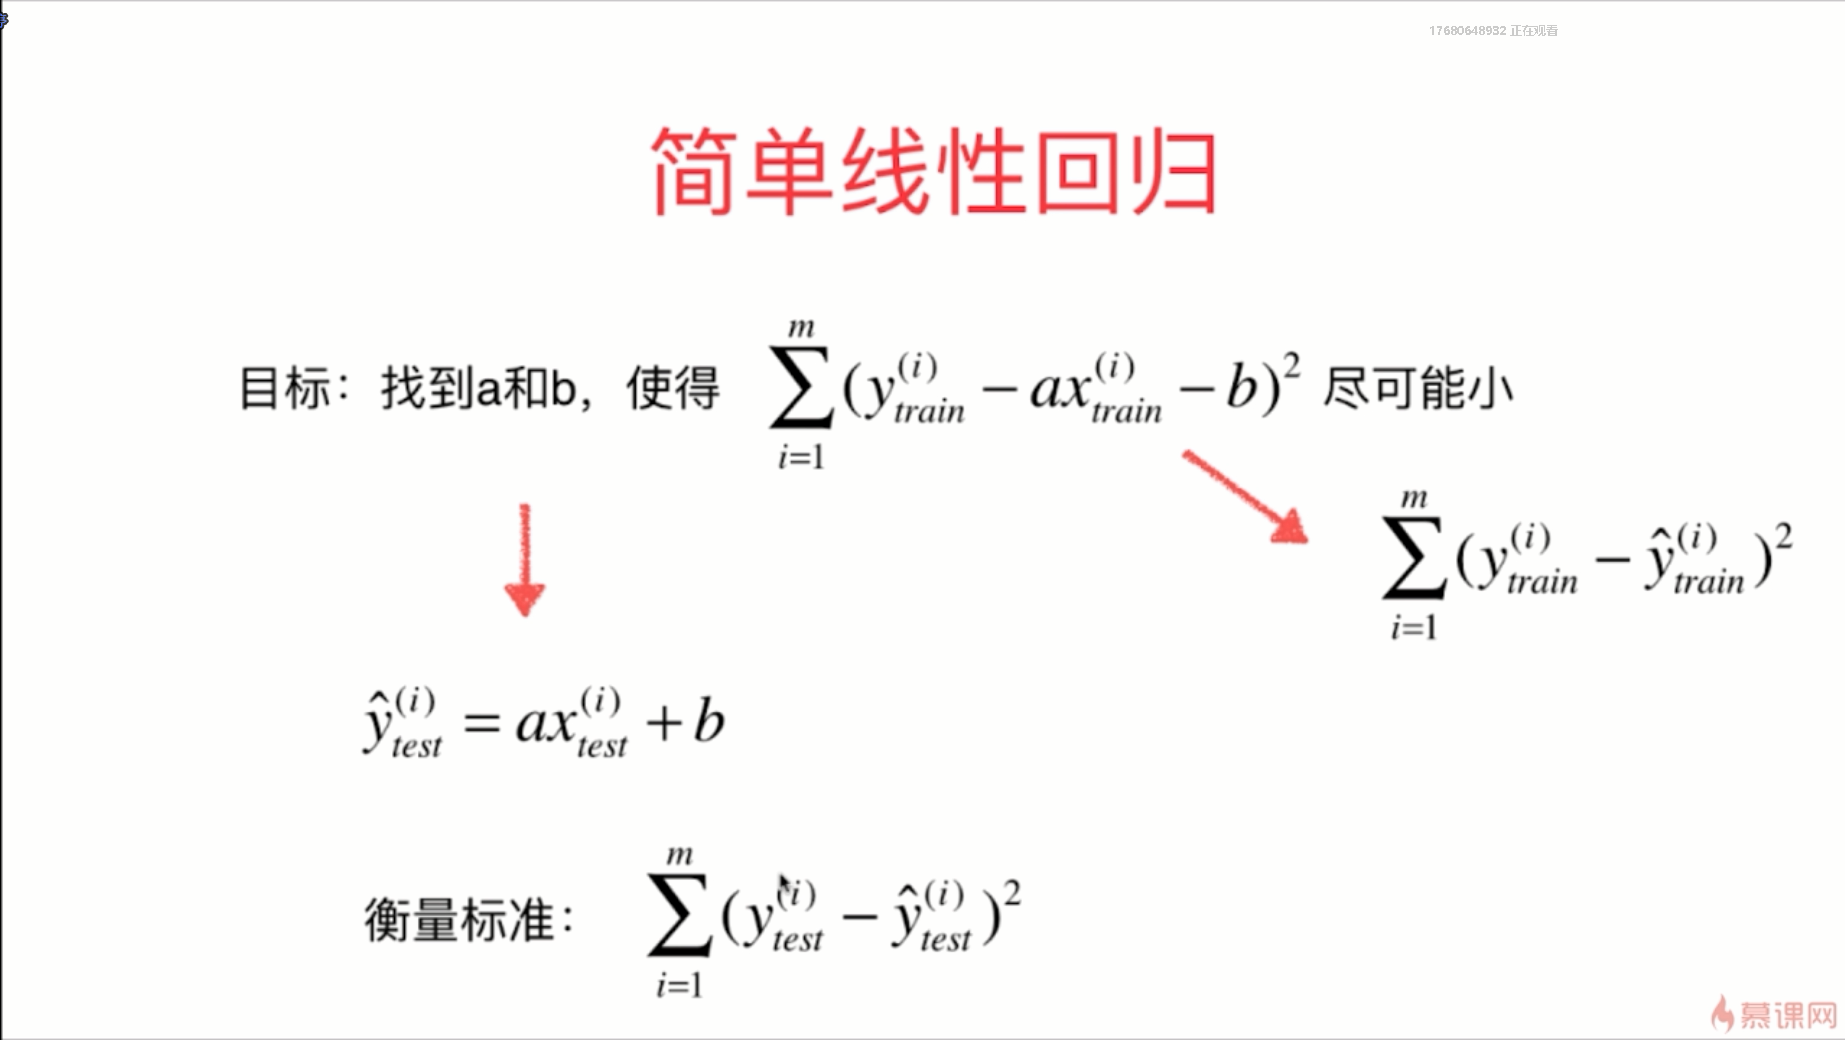 17680648932 正在观看
简单线性回归
目标：找到a和b，使得 $\sum_{i=1}^{m}(y_{train}^{(i)} - ax_{train}^{(i)} - b)^2$ 尽可能小
$\sum_{i=1}^{m}(y_{train}^{(i)} - \hat{y}_{train}^{(i)})^2$
$\hat{y}_{test}^{(i)} = ax_{test}^{(i)} + b$
衡量标准： $\sum_{i=1}^{m}(y_{test}^{(i)} - \hat{y}_{test}^{(i)})^2$
慕课网